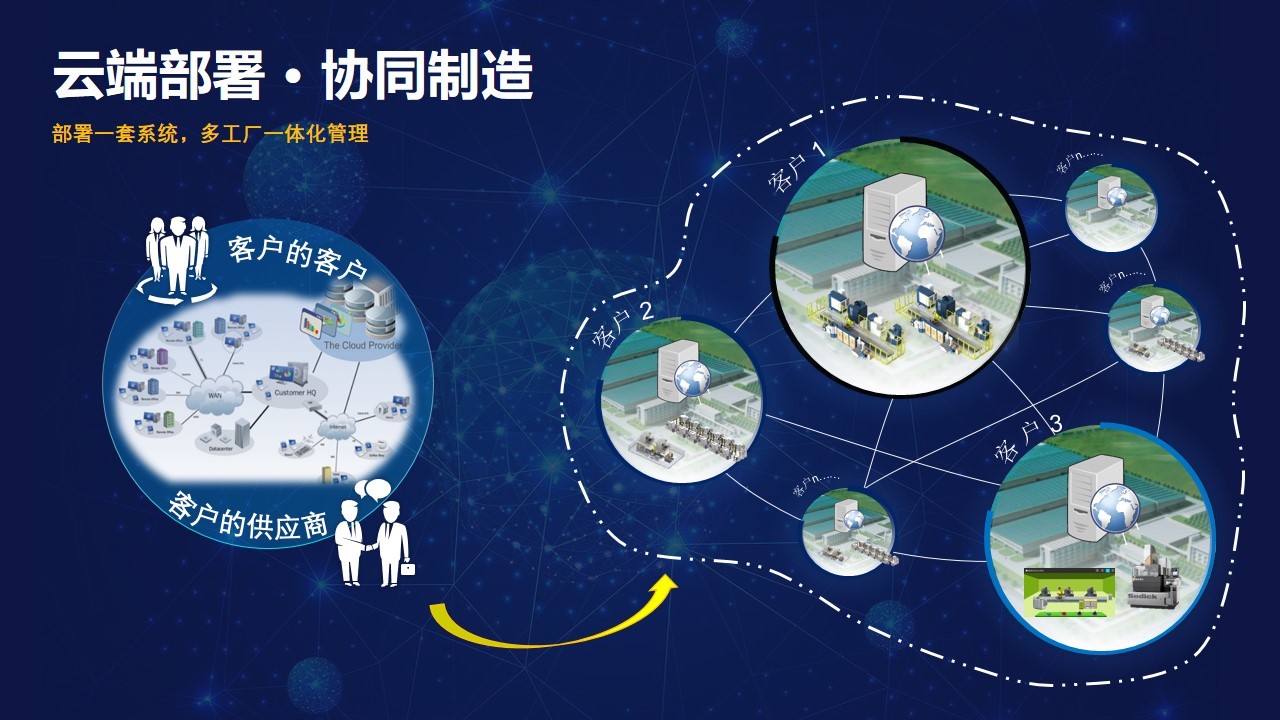 云端部署·协同制造
部署一套系统，多工厂一体化管理
客户的客户
The Cloud Provider
WAN
Customer HQ
Internet
Datacenter
客户的供应商
客户 1
客户n……
客户n……
客户 2
客户 3
客户n……
Sodick